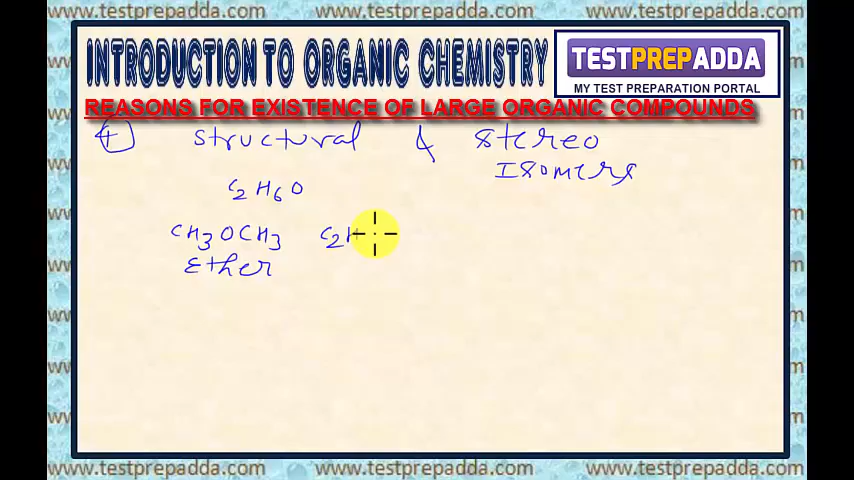 www.testprepadda.com www.testprepadda.com www.testprepadda.com
INTRODUCTION TO ORGANIC CHEMISTRY
TESTPREPADDA
MY TEST PREPARATION PORTAL
REASONS FOR EXISTENCE OF LARGE ORGANIC COMPOUNDS
Structural & Stereo
Isomers
C2H6O
CH3OCH3 C2H
Ether
www.testprepadda.com www.testprepadda.com www.testprepadda.com